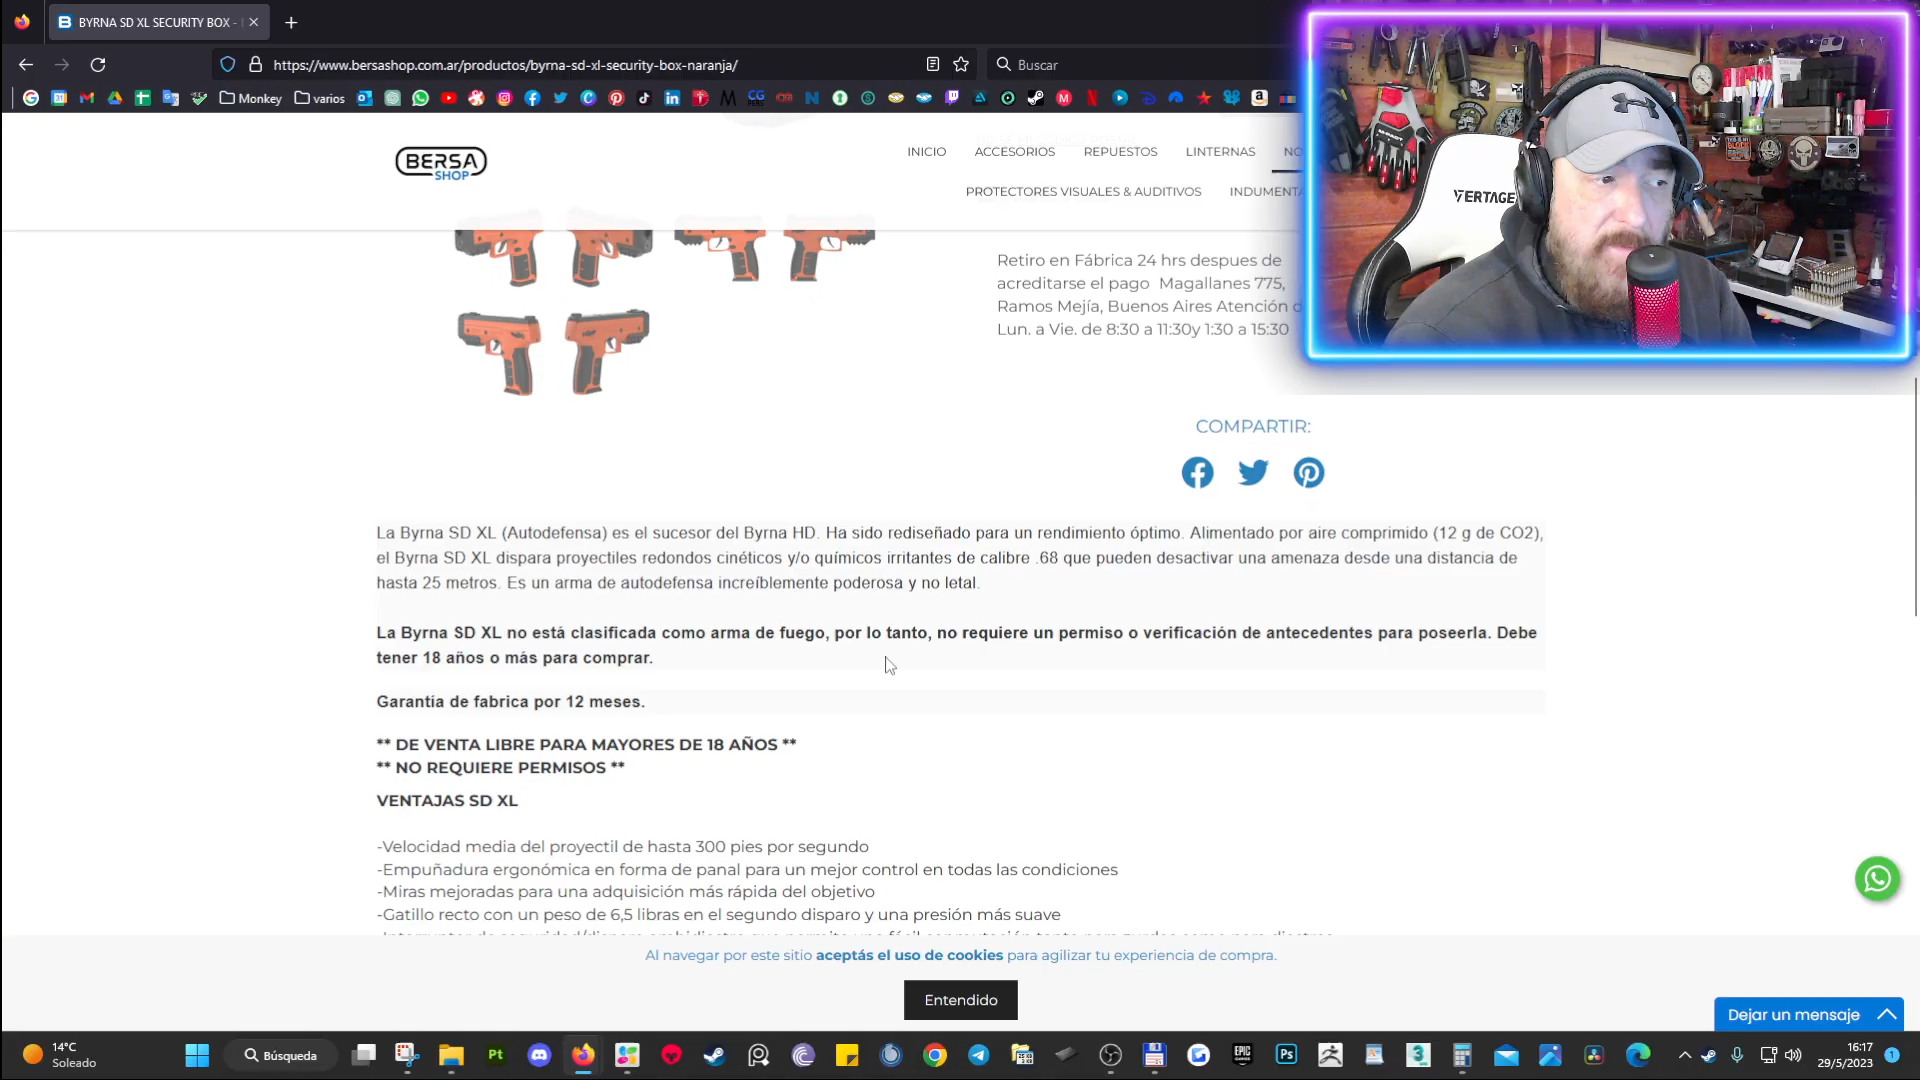 BYRNA SD XL SECURITY BOX -
https://www.bersashop.com.ar/productos/byrna-sd-xl-security-box-naranja/
Buscar
Monkey
varios
BERSA
SHOP
INICIO
ACCESORIOS
REPUESTOS
LINTERNAS
NO
PROTECTORES VISUALES & AUDITIVOS
INDUMENTA
VERTAGE
Retiro en Fábrica 24 hrs despues de
acreditarse el pago Magallanes 775,
Ramos Mejía, Buenos Aires Atención d
Lun. a Vie. de 8:30 a 11:30y 1:30 a 15:30
COMPARTIR:
La Byrna SD XL (Autodefensa) es el sucesor del Byrna HD. Ha sido rediseñado para un rendimiento óptimo. Alimentado por aire comprimido (12 g de CO2),
el Byrna SD XL dispara proyectiles redondos cinéticos y/o químicos irritantes de calibre .68 que pueden desactivar una amenaza desde una distancia de
hasta 25 metros. Es un arma de autodefensa increíblemente poderosa y no letal.
La Byrna SD XL no está clasificada como arma de fuego, por lo tanto, no requiere un permiso o verificación de antecedentes para poseerla. Debe
tener 18 años o más para comprar.
Garantía de fabrica por 12 meses.
** DE VENTA LIBRE PARA MAYORES DE 18 AÑOS **
** NO REQUIERE PERMISOS **
VENTAJAS SD XL
-Velocidad media del proyectil de hasta 300 pies por segundo
-Empuñadura ergonómica en forma de panal para un mejor control en todas las condiciones
-Miras mejoradas para una adquisición más rápida del objetivo
-Gatillo recto con un peso de 6,5 libras en el segundo disparo y una presión más suave
Al navegar por este sitio aceptás el uso de cookies para agilizar tu experiencia de compra.
Entendido
Dejar un mensaje
14°C
Soleado
Búsqueda
16:17
29/5/2023